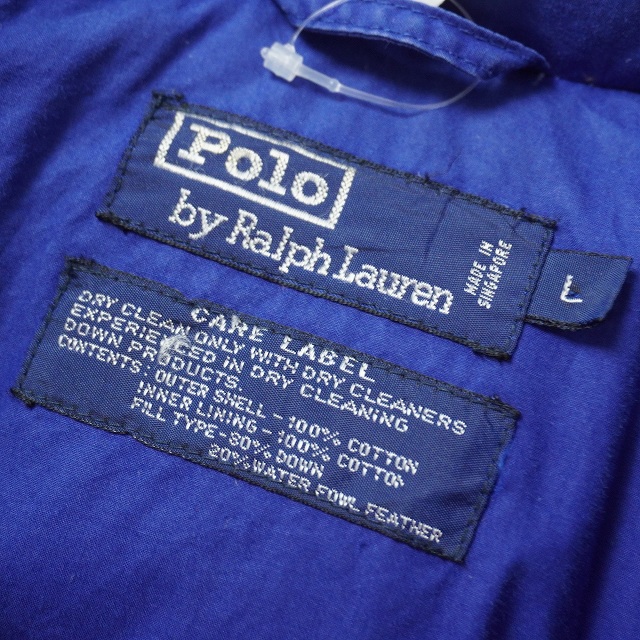 Polo
by Ralph Lauren
MADE IN
SINGAPORE
L
CARE LABEL
DRY CLEAN ONLY WITH DRY CLEANERS
EXPERIENCED IN DRY CLEANING
DOWN PRODUCTS.
CONTENTS: OUTER SHELL-100% COTTON
INNER LINING-100% COTTON
FILL TYPE-80% DOWN
20% WATER FOWL FEATHER